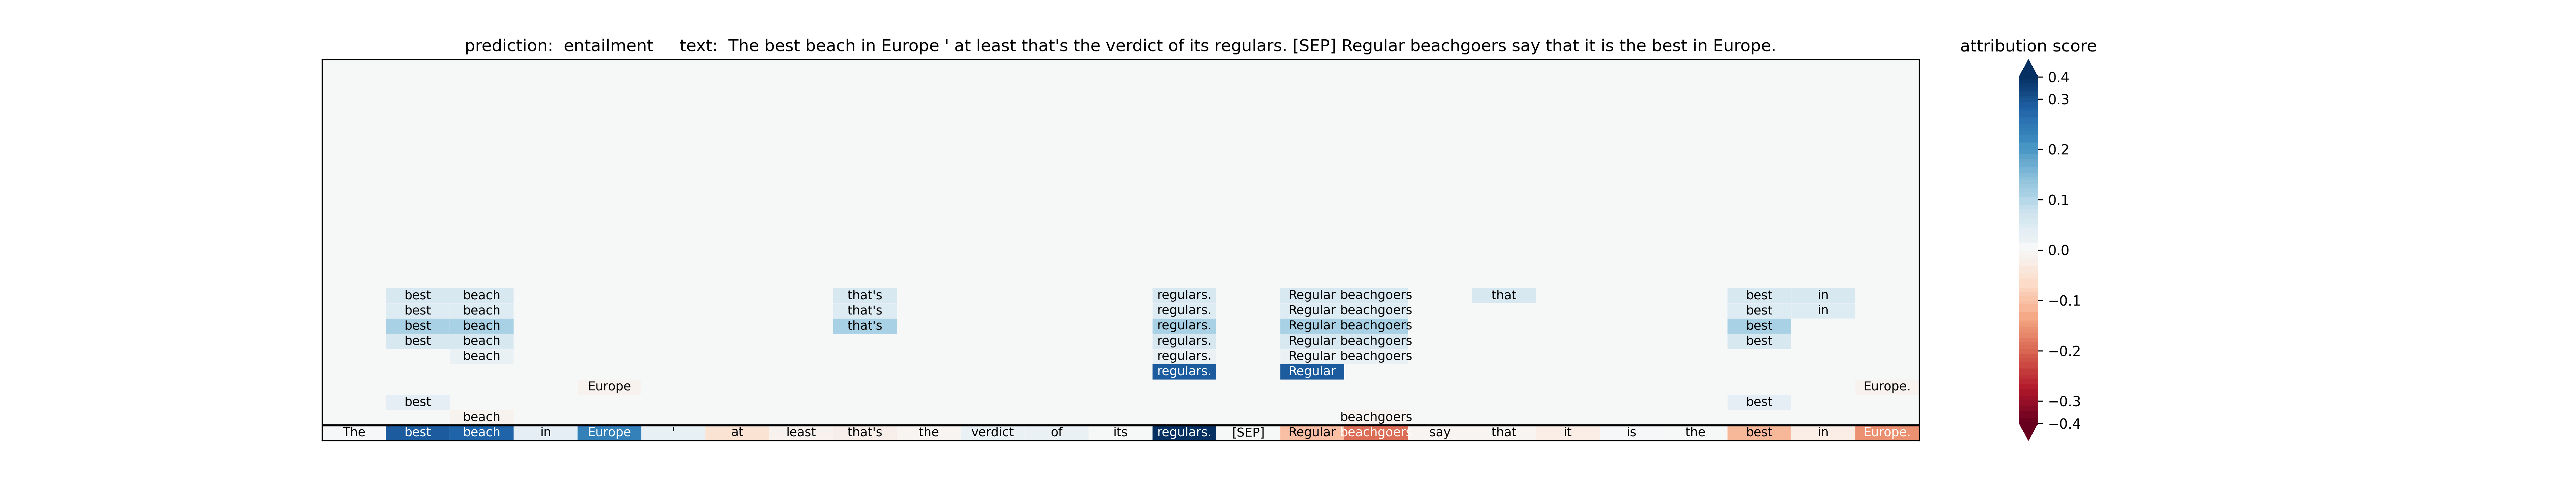 prediction:  entailment     text:  The best beach in Europe ' at least that's the verdict of its regulars. [SEP] Regular beachgoers say that it is the best in Europe.
attribution score
0.4
0.3
0.2
0.1
0.0
−0.1
−0.2
−0.3
−0.4
best beach that's regulars. Regular beachgoers that best in
best beach that's regulars. Regular beachgoers best in
best beach that's regulars. Regular beachgoers best
best beach regulars. Regular beachgoers best
beach regulars. Regular beachgoers
regulars. Regular
Europe Europe.
best best
beach beachgoers
The best beach in Europe ' at least that's the verdict of its regulars. [SEP] Regular beachgoers say that it is the best in Europe.